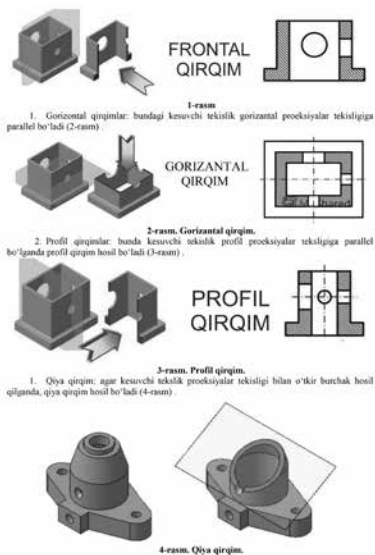 FRONTAL
QIRQIM
1-rasm
1. Gorizontal qirqimlar: bundagi kesuvchi tekislik gorizantal proeksiyalar tekisligiga
parallel bo'ladi (2-rasm) .
GORIZANTAL
QIRQIM
2-rasm. Gorizantal qirqim.
2. Profil qirqimlar: bunda kesuvchi tekislik profil proeksiyalar teksligiga parallel
bo'lganda profil qirqim hosil bo'ladi (3-rasm) .
PROFIL
QIRQIM
3-rasm. Profil qirqim.
1. Qiya qirqim: agar kesuvchi tekslik proeksiyalar tekisligi bilan o'tkir burchak hosil
qilganda, qiya qirqim hosil bo'ladi (4-rasm) .
4-rasm. Qiya qirqim.